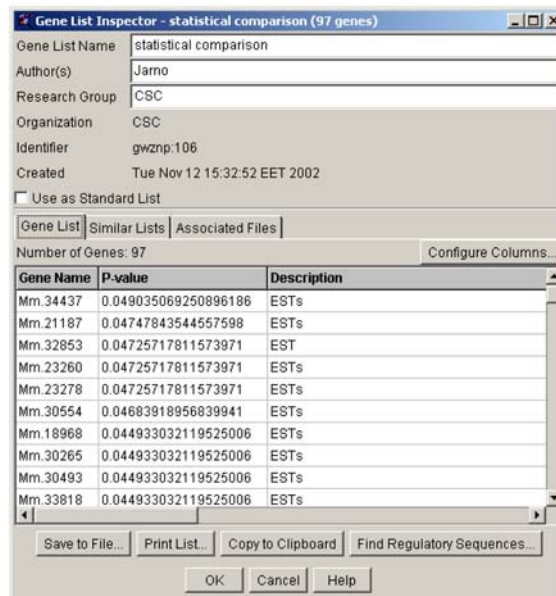 Gene List Inspector - statistical comparison (97 genes)
Gene List Name statistical comparison
Author(s) Jarno
Research Group CSC
Organization CSC
Identifier gwznp:106
Created Tue Nov 12 15:32:52 EET 2002
Use as Standard List
Gene List Similar Lists Associated Files
Number of Genes: 97 Configure Columns...
Gene Name P-value Description
Mm.34437 0.049035069250896186 ESTs
Mm.21187 0.04747843544557598 ESTs
Mm.32853 0.04725717811573971 EST
Mm.23260 0.04725717811573971 ESTs
Mm.23278 0.04725717811573971 ESTs
Mm.30554 0.04683918956839941 ESTs
Mm.18968 0.044933032119525006 ESTs
Mm.30265 0.044933032119525006 ESTs
Mm.30493 0.044933032119525006 ESTs
Mm.33818 0.044933032119525006 ESTs
Save to File... Print List... Copy to Clipboard Find Regulatory Sequences...
OK Cancel Help